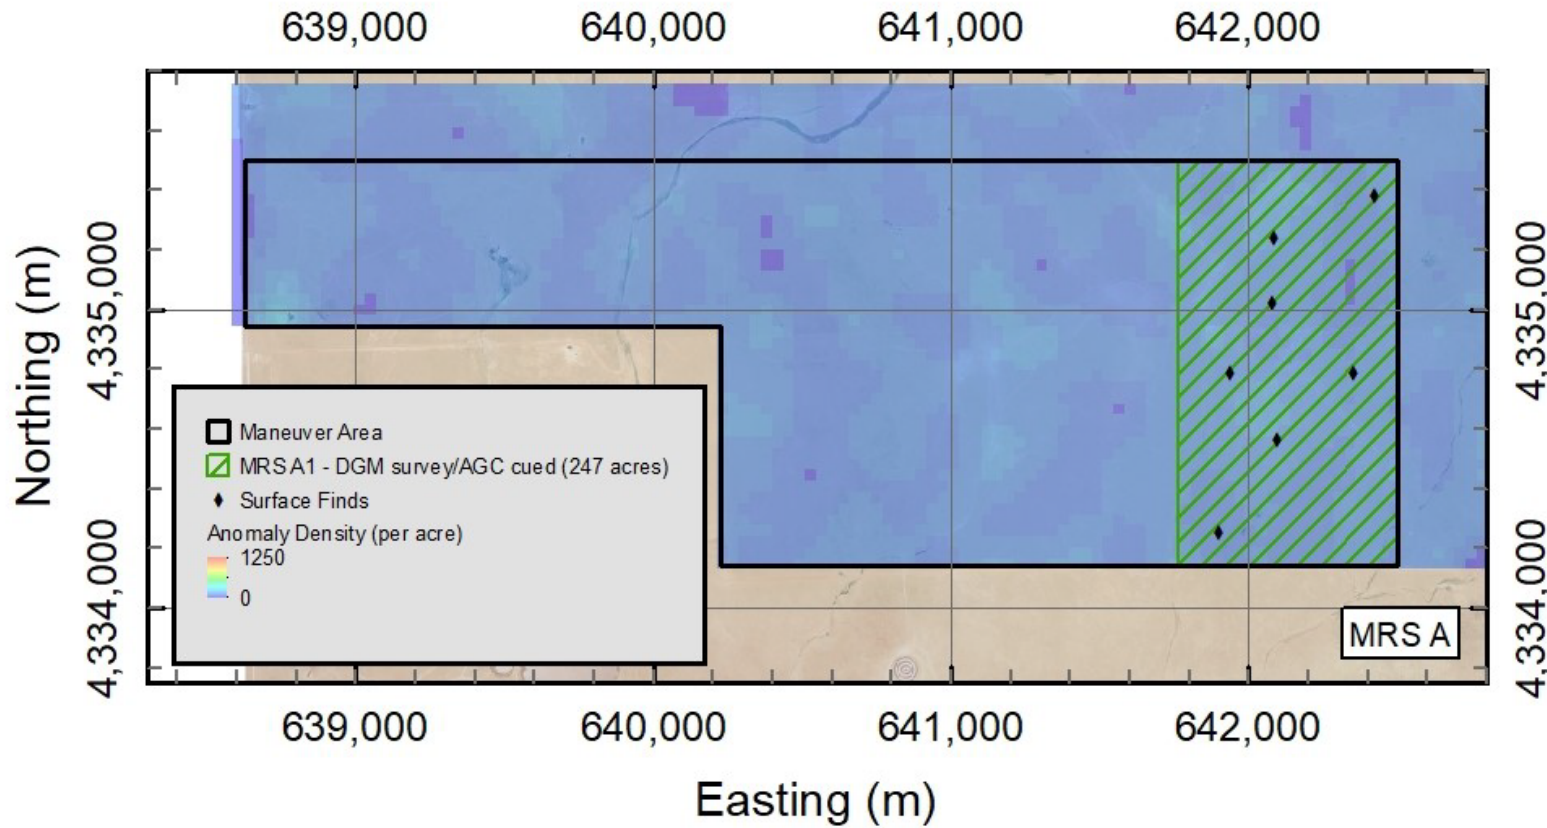 639,000 640,000 641,000 642,000
Northing (m)
4,335,000
4,334,000
4,335,000
4,334,000
Maneuver Area
MRS A1 - DGM survey/AGC cued (247 acres)
Surface Finds
Anomaly Density (per acre)
1250
0
MRS A
639,000 640,000 641,000 642,000
Easting (m)